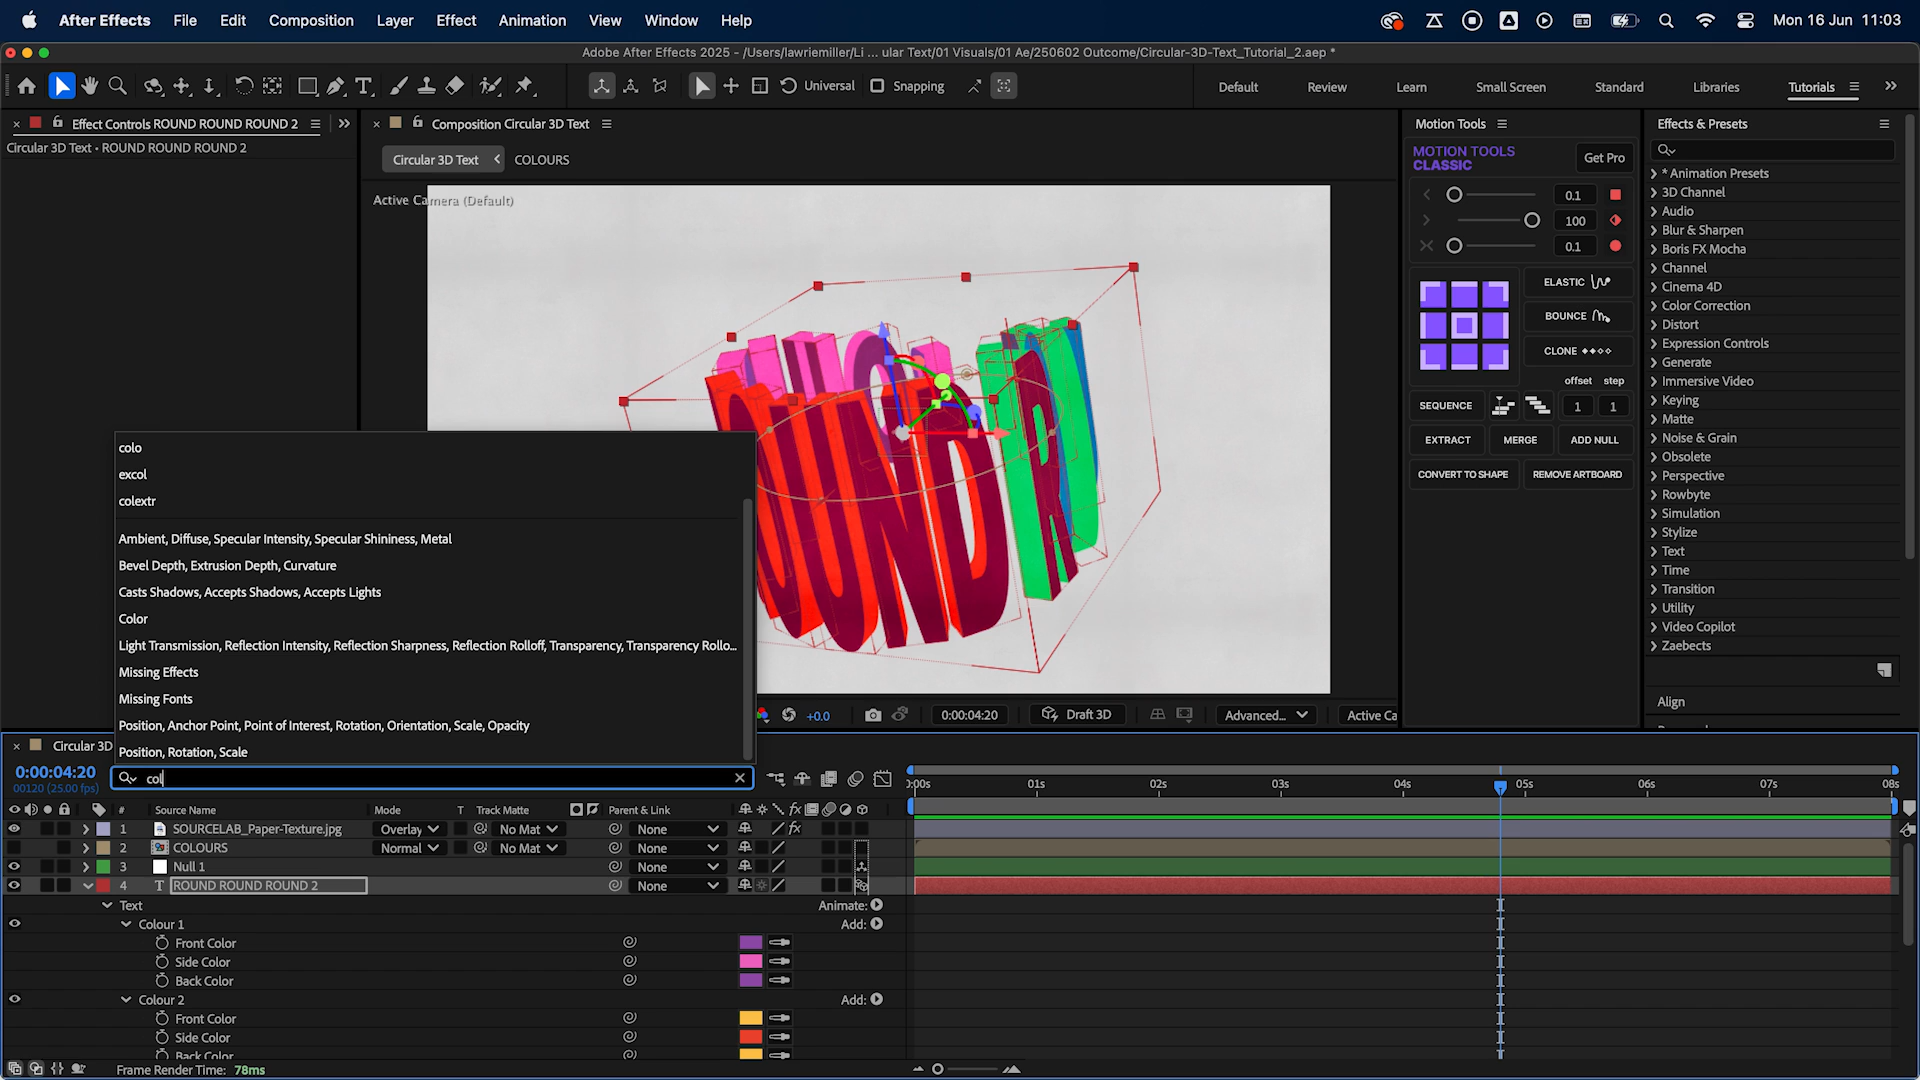 After Effects File Edit Composition Layer Effect Animation View Window Help Mon 16 Jun 11:03
Adobe After Effects 2025 - /Users/lawriemiller/Li ... ular Text/01 Visuals/01 Ae/250602 Outcome/Circular-3D-Text_Tutorial_2.aep *
Universal Snapping Default Review Learn Small Screen Standard Libraries Tutorials
Effect Controls ROUND ROUND ROUND 2
Circular 3D Text • ROUND ROUND ROUND 2
Composition Circular 3D Text
Circular 3D Text COLOURS
Active Camera (Default)
ROUND R
colo
excol
colextr
Ambient, Diffuse, Specular Intensity, Specular Shininess, Metal
Bevel Depth, Extrusion Depth, Curvature
Casts Shadows, Accepts Shadows, Accepts Lights
Color
Light Transmission, Reflection Intensity, Reflection Sharpness, Reflection Rolloff, Transparency, Transparency Rollo...
Missing Effects
Missing Fonts
Position, Anchor Point, Point of Interest, Rotation, Orientation, Scale, Opacity
Position, Rotation, Scale
+0.0 0:00:04:20 Draft 3D Advanced... Active Ca
Motion Tools
MOTION TOOLS
CLASSIC
Get Pro
0.1
100
0.1
ELASTIC
BOUNCE
CLONE
offset step
SEQUENCE 1 1
EXTRACT MERGE ADD NULL
CONVERT TO SHAPE REMOVE ARTBOARD
Effects & Presets
* Animation Presets
3D Channel
Audio
Blur & Sharpen
Boris FX Mocha
Channel
Cinema 4D
Color Correction
Distort
Expression Controls
Generate
Immersive Video
Keying
Matte
Noise & Grain
Obsolete
Perspective
Rowbyte
Simulation
Stylize
Text
Time
Transition
Utility
Video Copilot
Zaebects
Align
Circular 3D
0:00:04:20
00120 (25.00 fps)
col
:00s 01s 02s 03s 04s 05s 06s 07s 08s
# Source Name Mode T Track Matte Parent & Link
1 SOURCELAB_Paper-Texture.jpg Overlay No Mat None
2 COLOURS Normal No Mat None
3 Null 1 None
4 T ROUND ROUND ROUND 2 None
Text Animate:
Colour 1 Add:
Front Color
Side Color
Back Color
Colour 2 Add:
Front Color
Side Color
Back Color
Frame Render Time: 78ms